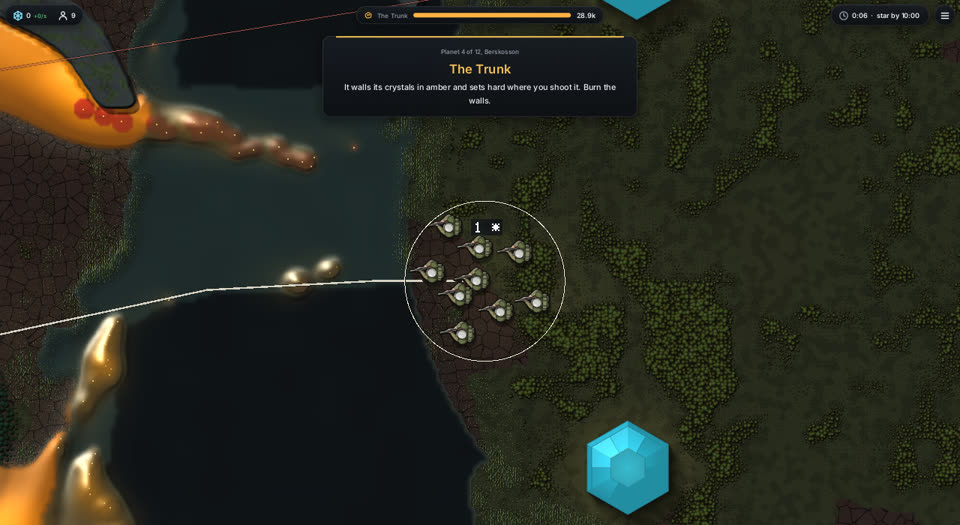 0 +0/s 9 The Trunk 28.9k 0:06 · star by 10:00
Planet 4 of 12, Berskosson
The Trunk
It walls its crystals in amber and sets hard where you shoot it. Burn the
walls.
1